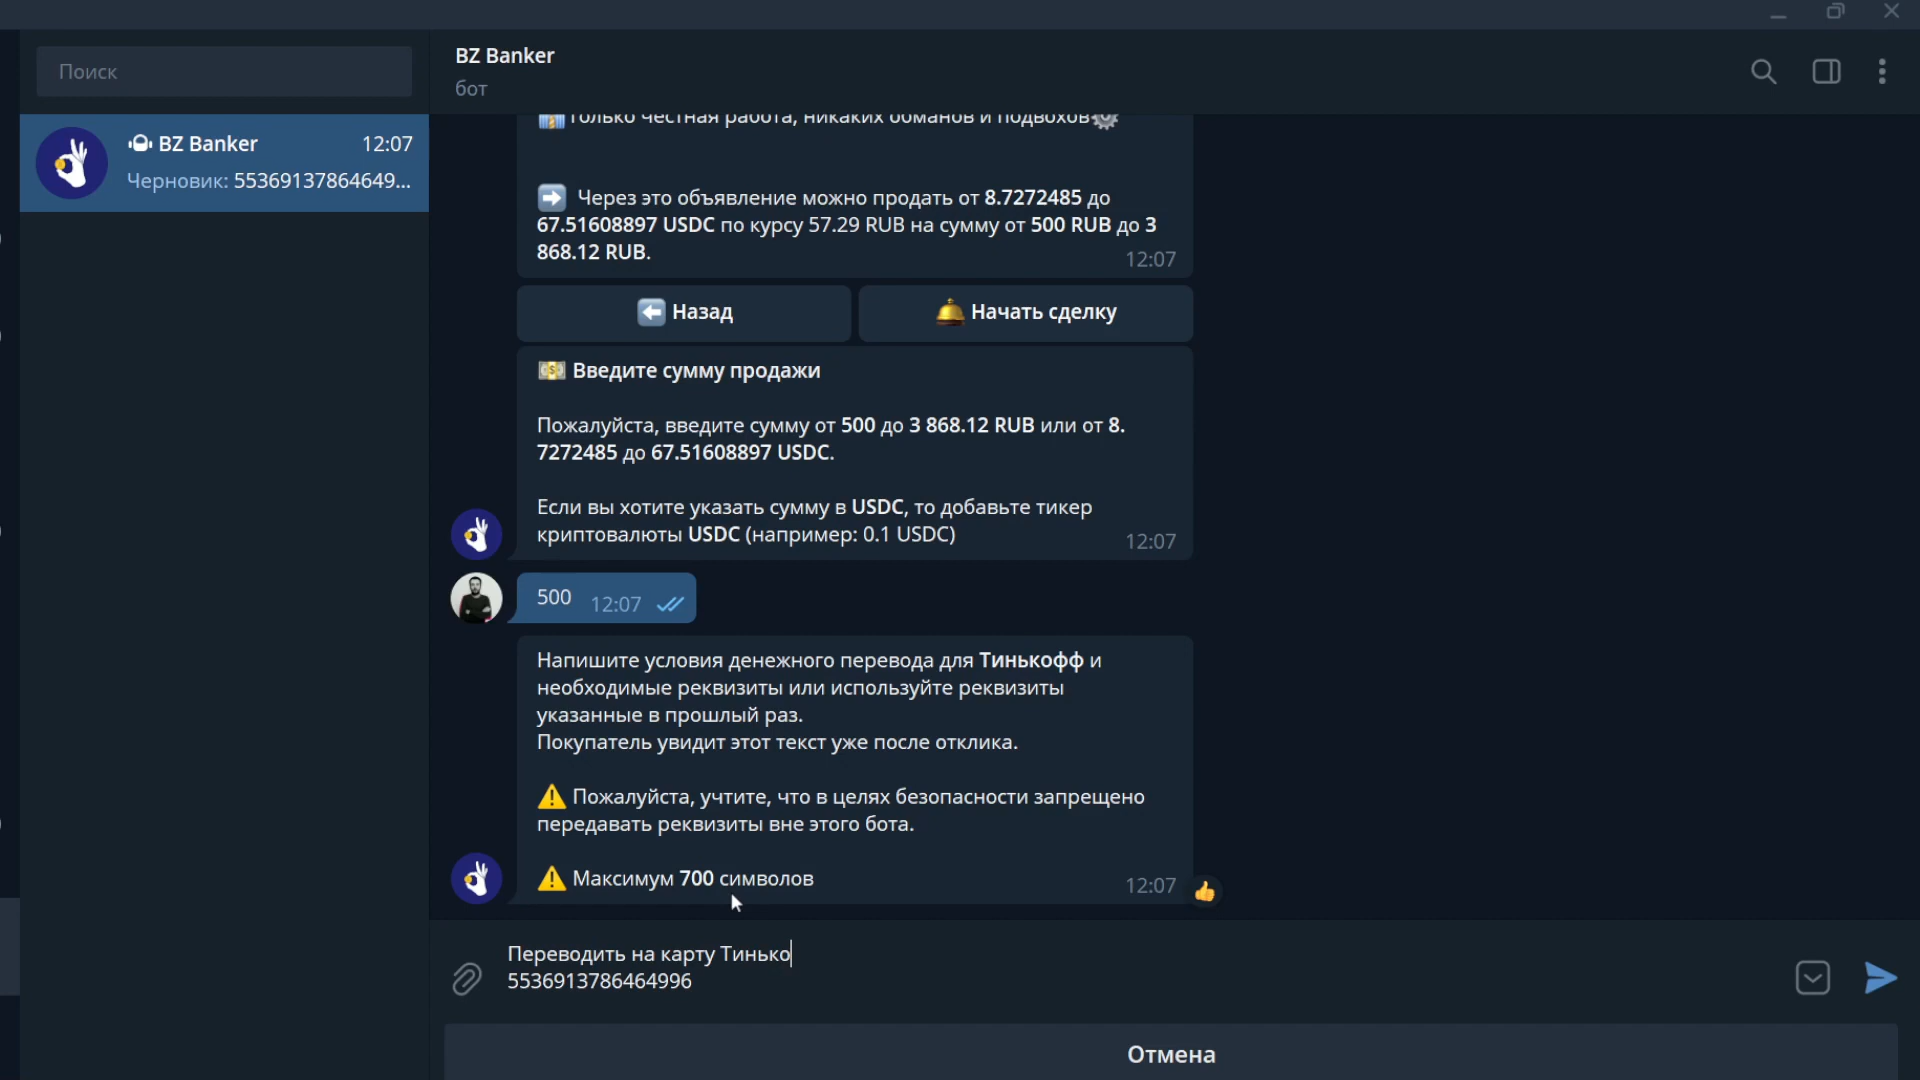 Поиск
BZ Banker
12:07
Черновик: 55369137864649...
BZ Banker
бот
только честная работа, никаких обманов и подвохов
Через это объявление можно продать от 8.7272485 до
67.51608897 USDC по курсу 57.29 RUB на сумму от 500 RUB до 3
868.12 RUB.
12:07
Назад
Начать сделку
Введите сумму продажи
Пожалуйста, введите сумму от 500 до 3 868.12 RUB или от 8.
7272485 до 67.51608897 USDC.
Если вы хотите указать сумму в USDC, то добавьте тикер
криптовалюты USDC (например: 0.1 USDC)
12:07
500 12:07
Напишите условия денежного перевода для Тинькофф и
необходимые реквизиты или используйте реквизиты
указанные в прошлый раз.
Покупатель увидит этот текст уже после отклика.
Пожалуйста, учтите, что в целях безопасности запрещено
передавать реквизиты вне этого бота.
Максимум 700 символов
12:07
Переводить на карту Тинько
5536913786464996
Отмена